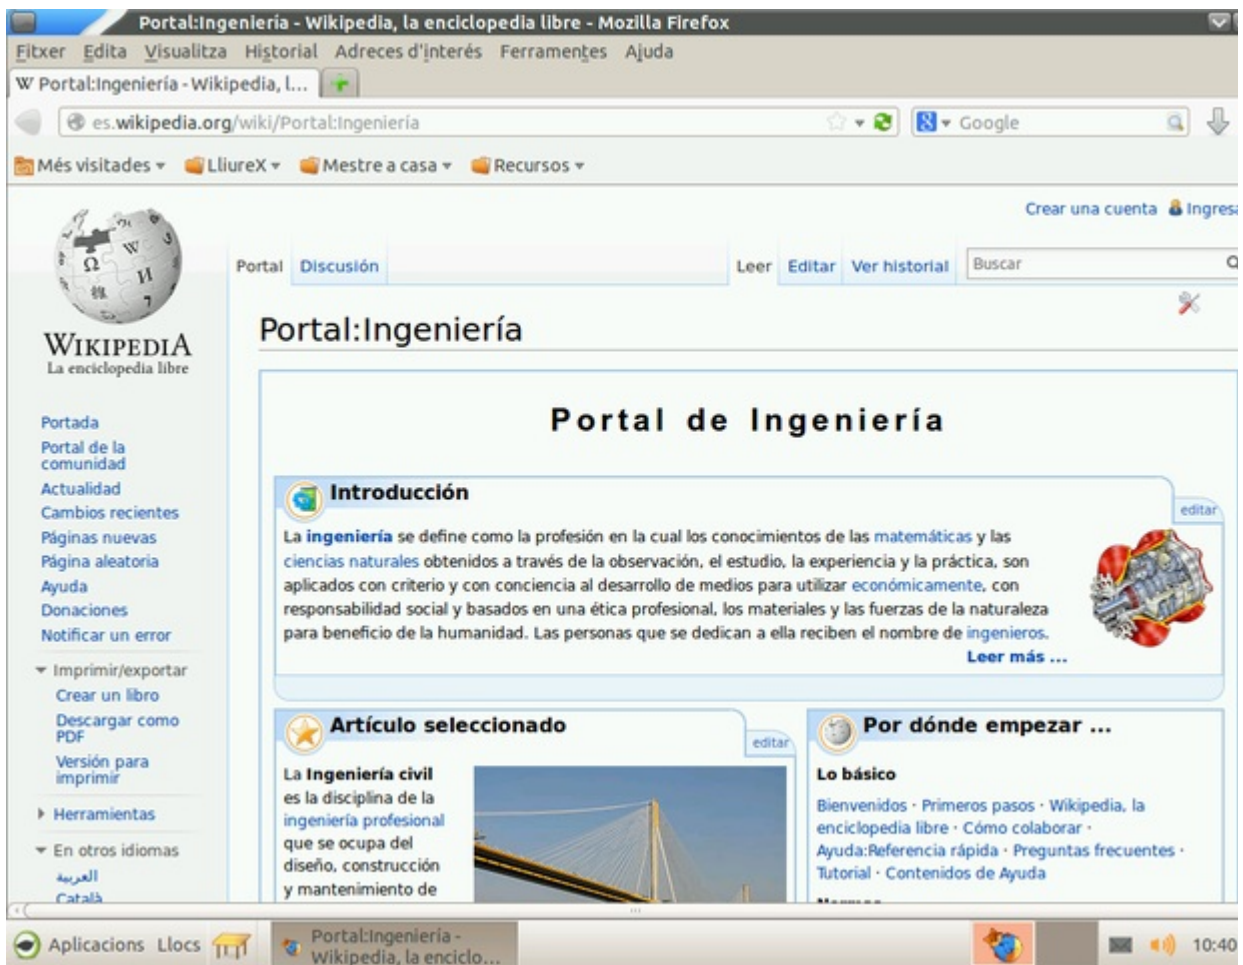 Portal:Ingeniería - Wikipedia, la enciclopedia libre - Mozilla Firefox
Fitxer Edita Visualitza Historial Adreces d'interés Ferramentes Ajuda
W Portal:Ingeniería - Wikipedia, l...
es.wikipedia.org/wiki/Portal:Ingeniería
Google
Més visitades LliureX Mestre a casa Recursos
Crear una cuenta
Portal Discusión Leer Editar Ver historial Buscar
WIKIPEDIA
La enciclopedia libre
Portal:Ingeniería
Portada
Portal de la
comunidad
Actualidad
Cambios recientes
Páginas nuevas
Página aleatoria
Ayuda
Donaciones
Notificar un error
Imprimir/exportar
Crear un libro
Descargar como
PDF
Versión para
imprimir
Herramientas
En otros idiomas
العربية
Català
Portal de Ingeniería
Introducción
editar
La ingeniería se define como la profesión en la cual los conocimientos de las matemáticas y las
ciencias naturales obtenidos a través de la observación, el estudio, la experiencia y la práctica, son
aplicados con criterio y con conciencia al desarrollo de medios para utilizar económicamente, con
responsabilidad social y basados en una ética profesional, los materiales y las fuerzas de la naturaleza
para beneficio de la humanidad. Las personas que se dedican a ella reciben el nombre de ingenieros.
Leer más ...
Artículo seleccionado
editar
La Ingeniería civil
es la disciplina de la
ingeniería profesional
que se ocupa del
diseño, construcción
y mantenimiento de
Por dónde empezar ...
Lo básico
Bienvenidos · Primeros pasos · Wikipedia, la
enciclopedia libre · Cómo colaborar ·
Ayuda:Referencia rápida · Preguntas frecuentes ·
Tutorial · Contenidos de Ayuda
Aplicacions Llocs
Portal:Ingeniería -
Wikipedia, la enciclo...
10:40